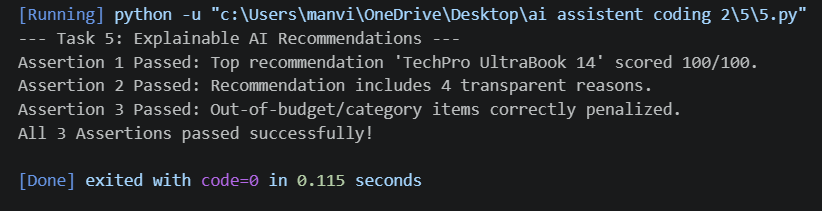 [Running] python -u "c:\Users\manvi\OneDrive\Desktop\ai assistent coding 2\5\5.py"
--- Task 5: Explainable AI Recommendations ---
Assertion 1 Passed: Top recommendation 'TechPro UltraBook 14' scored 100/100.
Assertion 2 Passed: Recommendation includes 4 transparent reasons.
Assertion 3 Passed: Out-of-budget/category items correctly penalized.
All 3 Assertions passed successfully!
[Done] exited with code=0 in 0.115 seconds